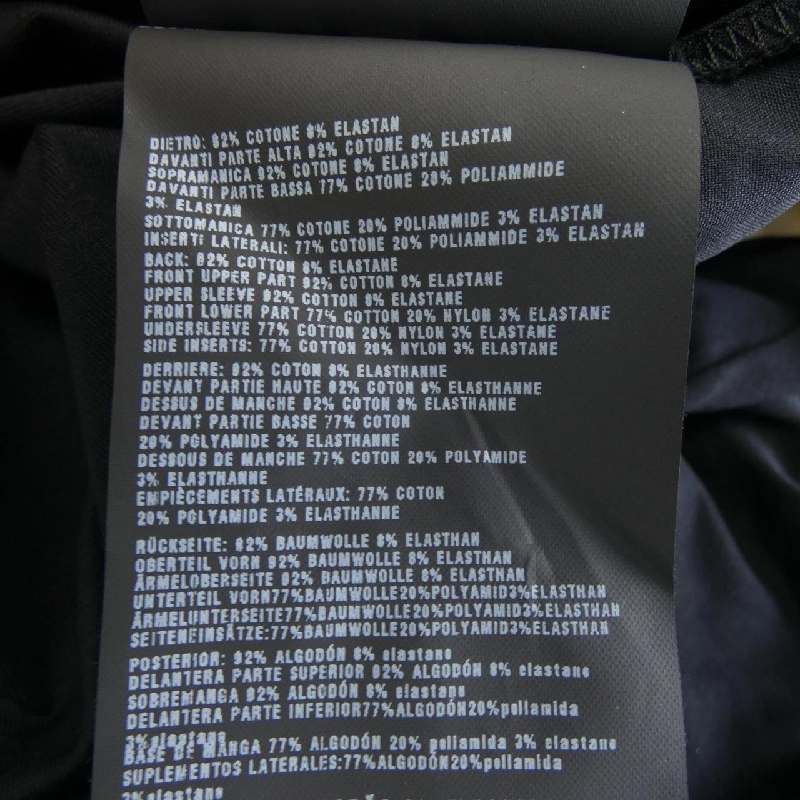 DIETRO: 92% COTONE 8% ELASTAN
DAVANTI PARTE ALTA 92% COTONE 8% ELASTAN
SOPRAMANICA 92% COTONE 8% ELASTAN
DAVANTI PARTE BASSA 77% COTONE 20% POLIAMMIDE
3% ELASTAN
SOTTOMANICA 77% COTONE 20% POLIAMMIDE 3% ELASTAN
INSERTI LATERALI: 77% COTONE 20% POLIAMMIDE 3% ELASTAN
BACK: 92% COTTON 8% ELASTANE
FRONT UPPER PART 92% COTTON 8% ELASTANE
UPPER SLEEVE 92% COTTON 8% ELASTANE
FRONT LOWER PART 77% COTTON 20% NYLON 3% ELASTANE
UNDERSLEEVE 77% COTTON 20% NYLON 3% ELASTANE
SIDE INSERTS: 77% COTTON 20% NYLON 3% ELASTANE
DERRIERE: 92% COTON 8% ELASTHANNE
DEVANT PARTIE HAUTE 92% COTON 8% ELASTHANNE
DESSUS DE MANCHE 92% COTON 8% ELASTHANNE
DEVANT PARTIE BASSE 77% COTON
20% POLYAMIDE 3% ELASTHANNE
DESSOUS DE MANCHE 77% COTON 20% POLYAMIDE
3% ELASTHANNE
EMPIÈCEMENTS LATÉRAUX: 77% COTON
20% POLYAMIDE 3% ELASTHANNE
RÜCKSEITE: 92% BAUMWOLLE 8% ELASTHAN
OBERTEIL VORN 92% BAUMWOLLE 8% ELASTHAN
ÄRMELOBERSEITE 92% BAUMWOLLE 8% ELASTHAN
UNTERTEIL VORN77%BAUMWOLLE20%POLYAMID3%ELASTHAN
ÄRMELUNTERSEITE77%BAUMWOLLE20%POLYAMID3%ELASTHAN
SEITENEINSÄTZE:77%BAUMWOLLE20%POLYAMID3%ELASTHAN
POSTERIOR: 92% ALGODÓN 8% elastano
DELANTERA PARTE SUPERIOR 92% ALGODÓN 8% elastano
SOBREMANGA 92% ALGODÓN 8% elastano
DELANTERA PARTE INFERIOR77%ALGODÓN20%poliamida
3%elastano
BASE DE MANGA 77% ALGODÓN 20% poliamida 3% elastano
SUPLEMENTOS LATERALES:77%ALGODÓN20%poliamida
3%elastano